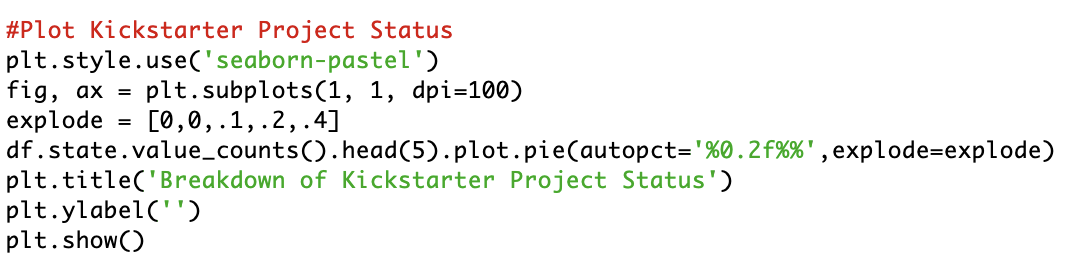 #Plot Kickstarter Project Status
plt.style.use('seaborn-pastel')
fig, ax = plt.subplots(1, 1, dpi=100)
explode = [0,0,.1,.2,.4]
df.state.value_counts().head(5).plot.pie(autopct='%0.2f%%',explode=explode)
plt.title('Breakdown of Kickstarter Project Status')
plt.ylabel('')
plt.show()